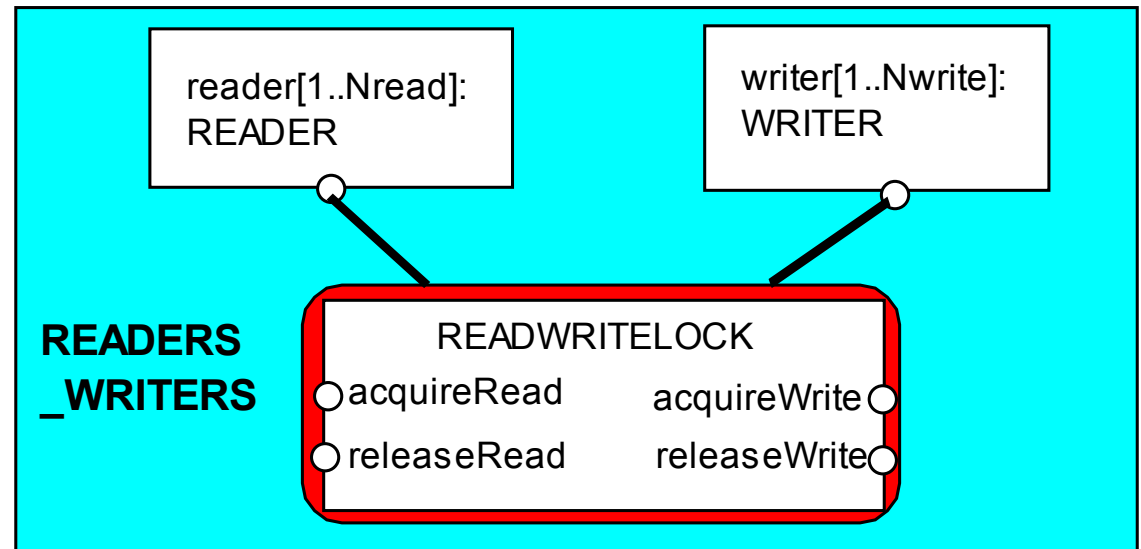 reader[1..Nread]:
READER
writer[1..Nwrite]:
WRITER
READERS
_WRITERS
READWRITELOCK
acquireRead
acquireWrite
releaseRead
releaseWrite